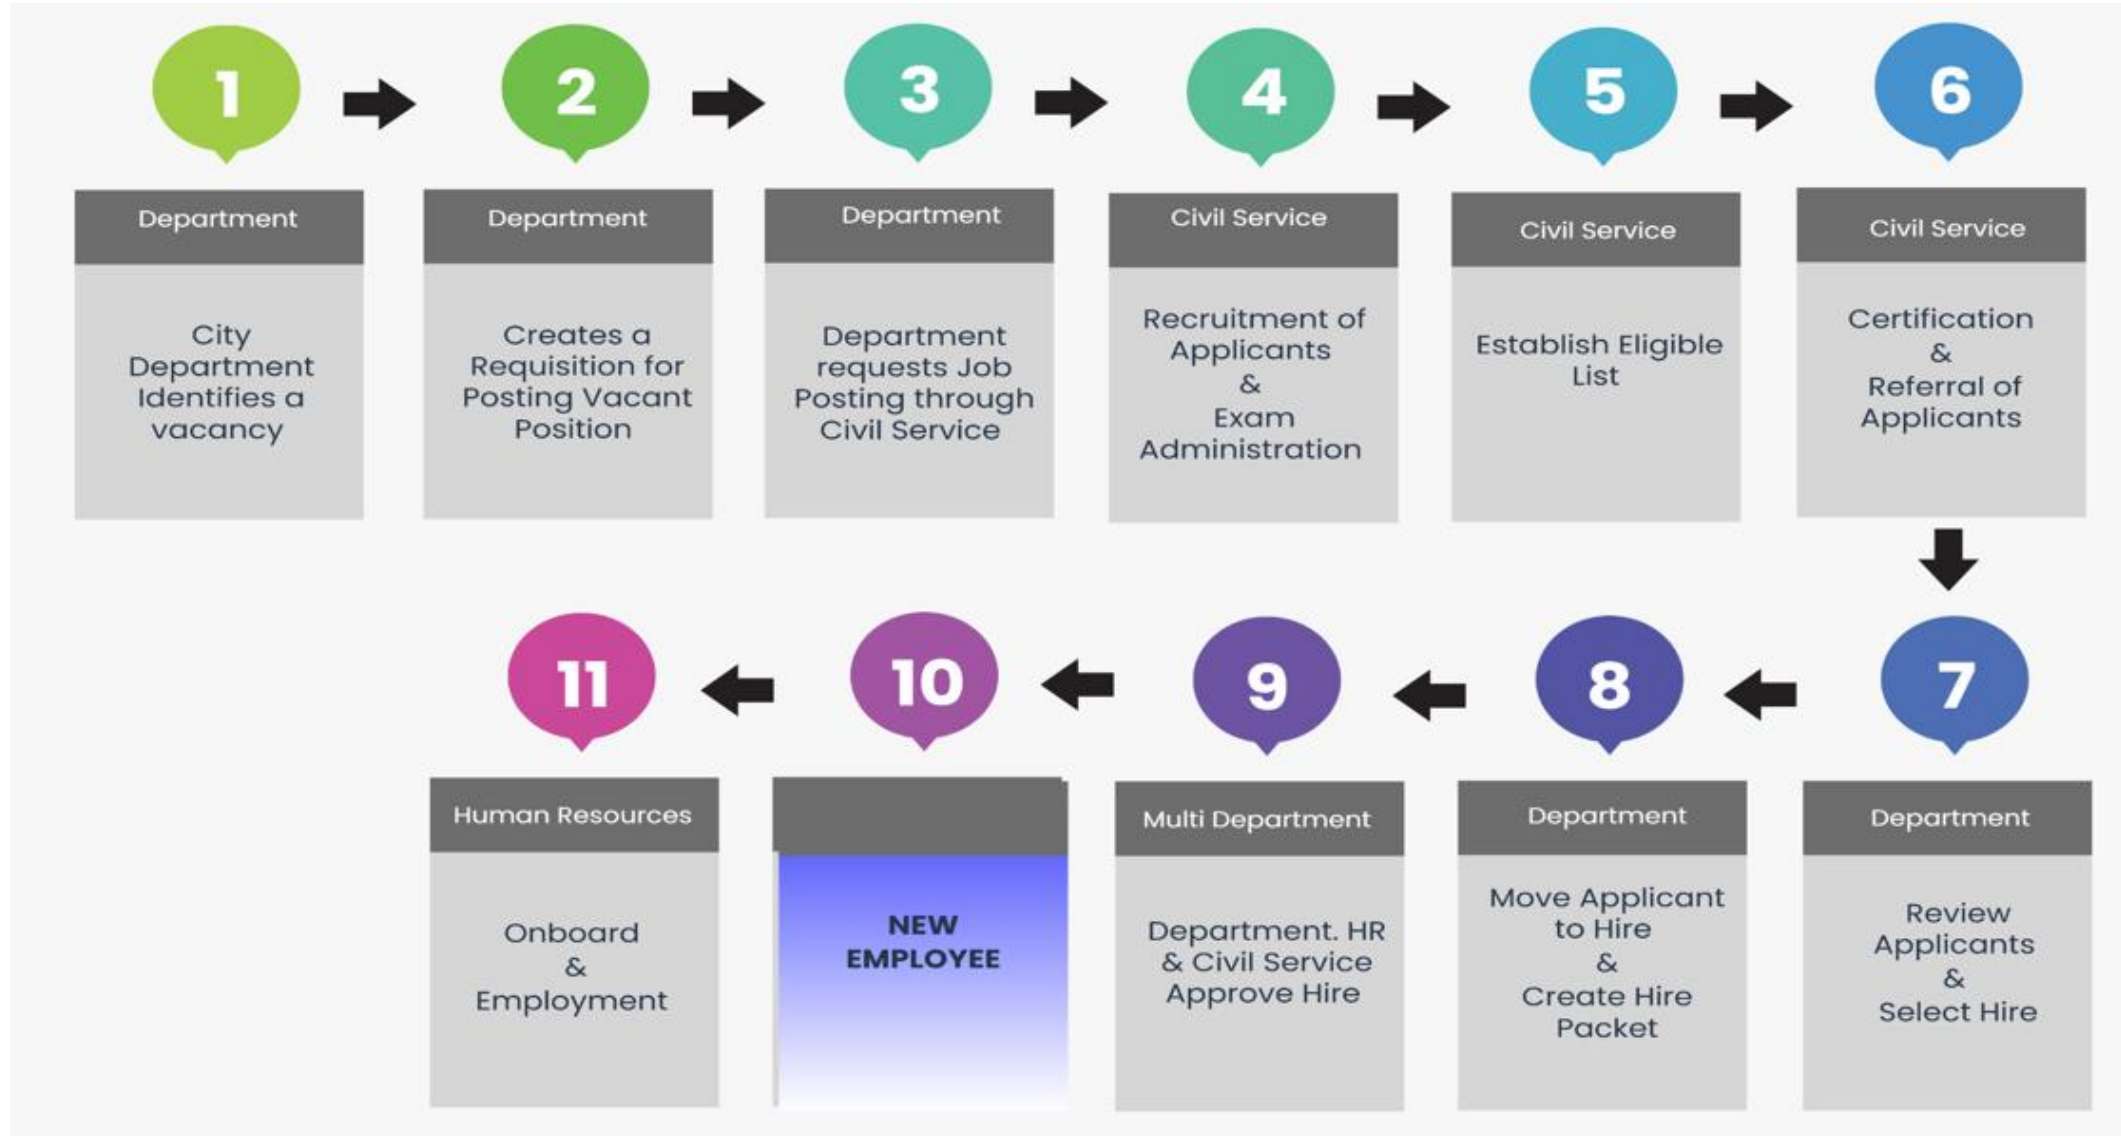 1
Department
City
Department
Identifies a
vacancy
2
Department
Creates a
Requisition for
Posting Vacant
Position
3
Department
Department
requests Job
Posting through
Civil Service
4
Civil Service
Recruitment of
Applicants
&
Exam
Administration
5
Civil Service
Establish Eligible
List
6
Civil Service
Certification
&
Referral of
Applicants
7
Department
Review
Applicants
&
Select Hire
8
Department
Move Applicant
to Hire
&
Create Hire
Packet
9
Multi Department
Department. HR
& Civil Service
Approve Hire
10
NEW
EMPLOYEE
11
Human Resources
Onboard
&
Employment